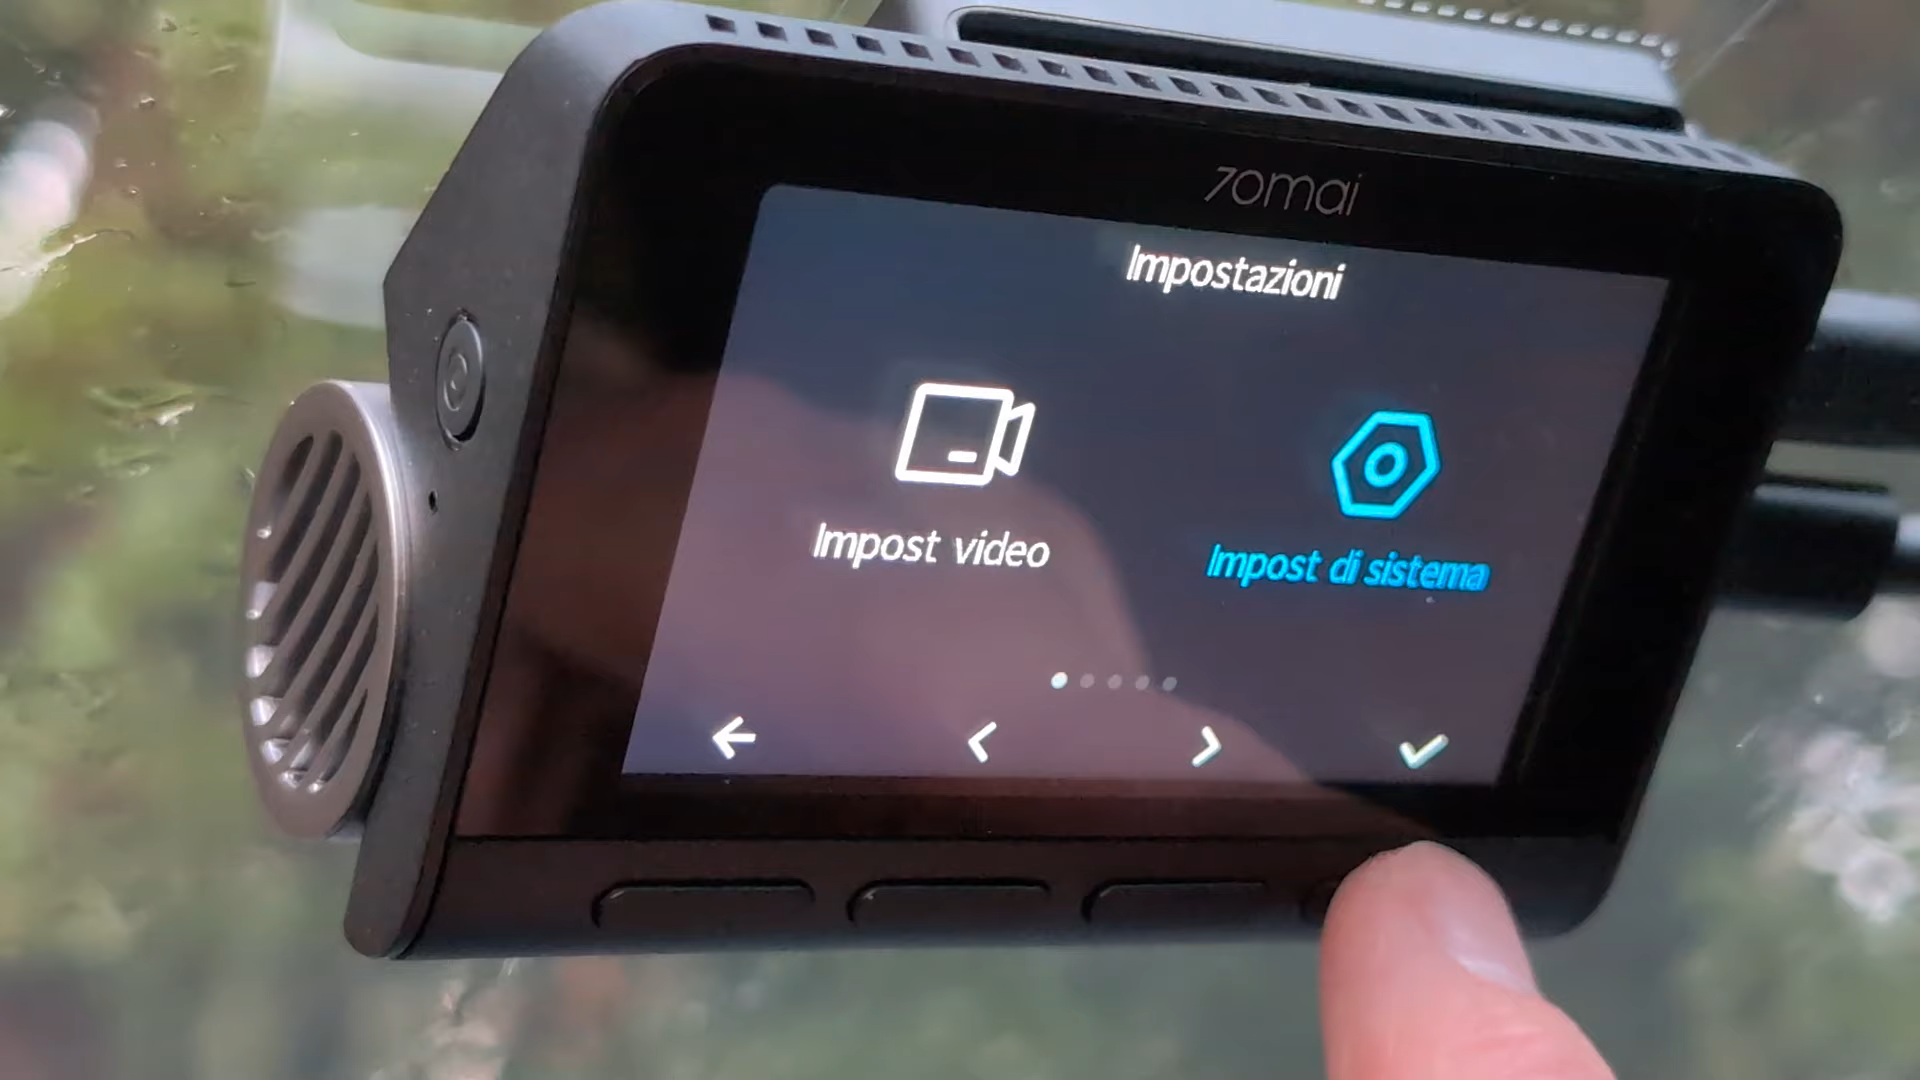 70mai
Impostazioni
Impost video
Impost di sistema